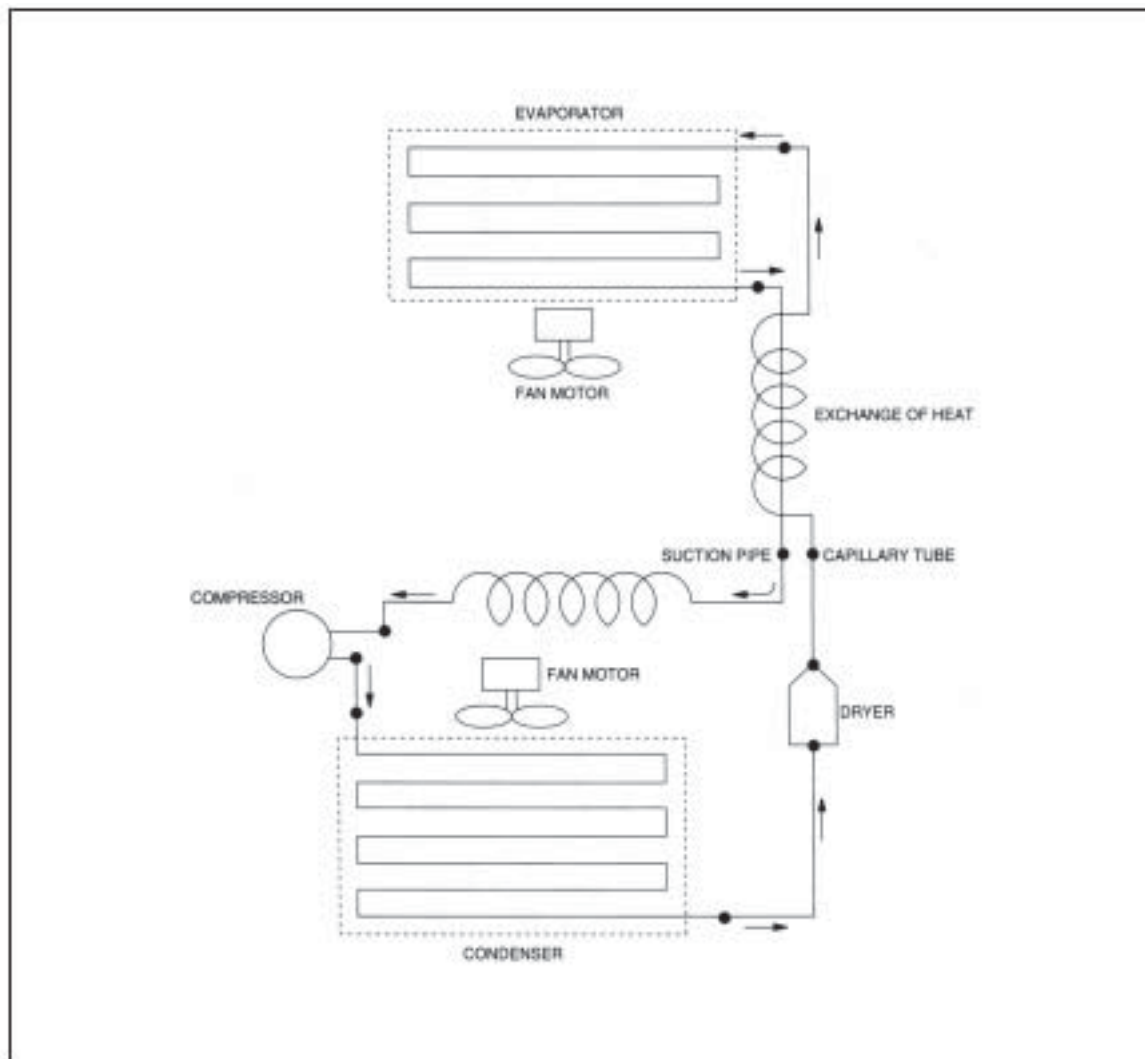 EVAPORATOR
FAN MOTOR
EXCHANGE OF HEAT
SUCTION PIPE
CAPILLARY TUBE
COMPRESSOR
FAN MOTOR
DRYER
CONDENSER